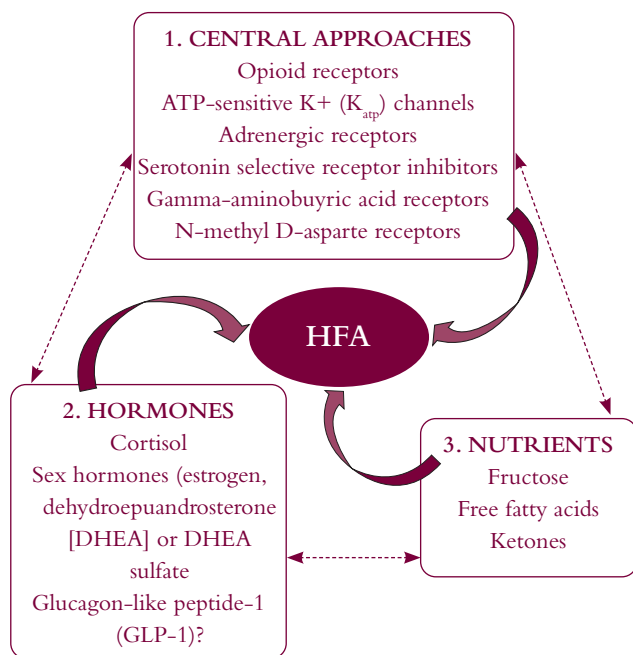 1. CENTRAL APPROACHES
Opioid receptors
ATP-sensitive K+ (Katp) channels
Adrenergic receptors
Serotonin selective receptor inhibitors
Gamma-aminobuyric acid receptors
N-methyl D-asparte receptors
HFA
2. HORMONES
Cortisol
Sex hormones (estrogen,
dehydroepuandrosterone
[DHEA] or DHEA
sulfate
Glucagon-like peptide-1
(GLP-1)?
3. NUTRIENTS
Fructose
Free fatty acids
Ketones